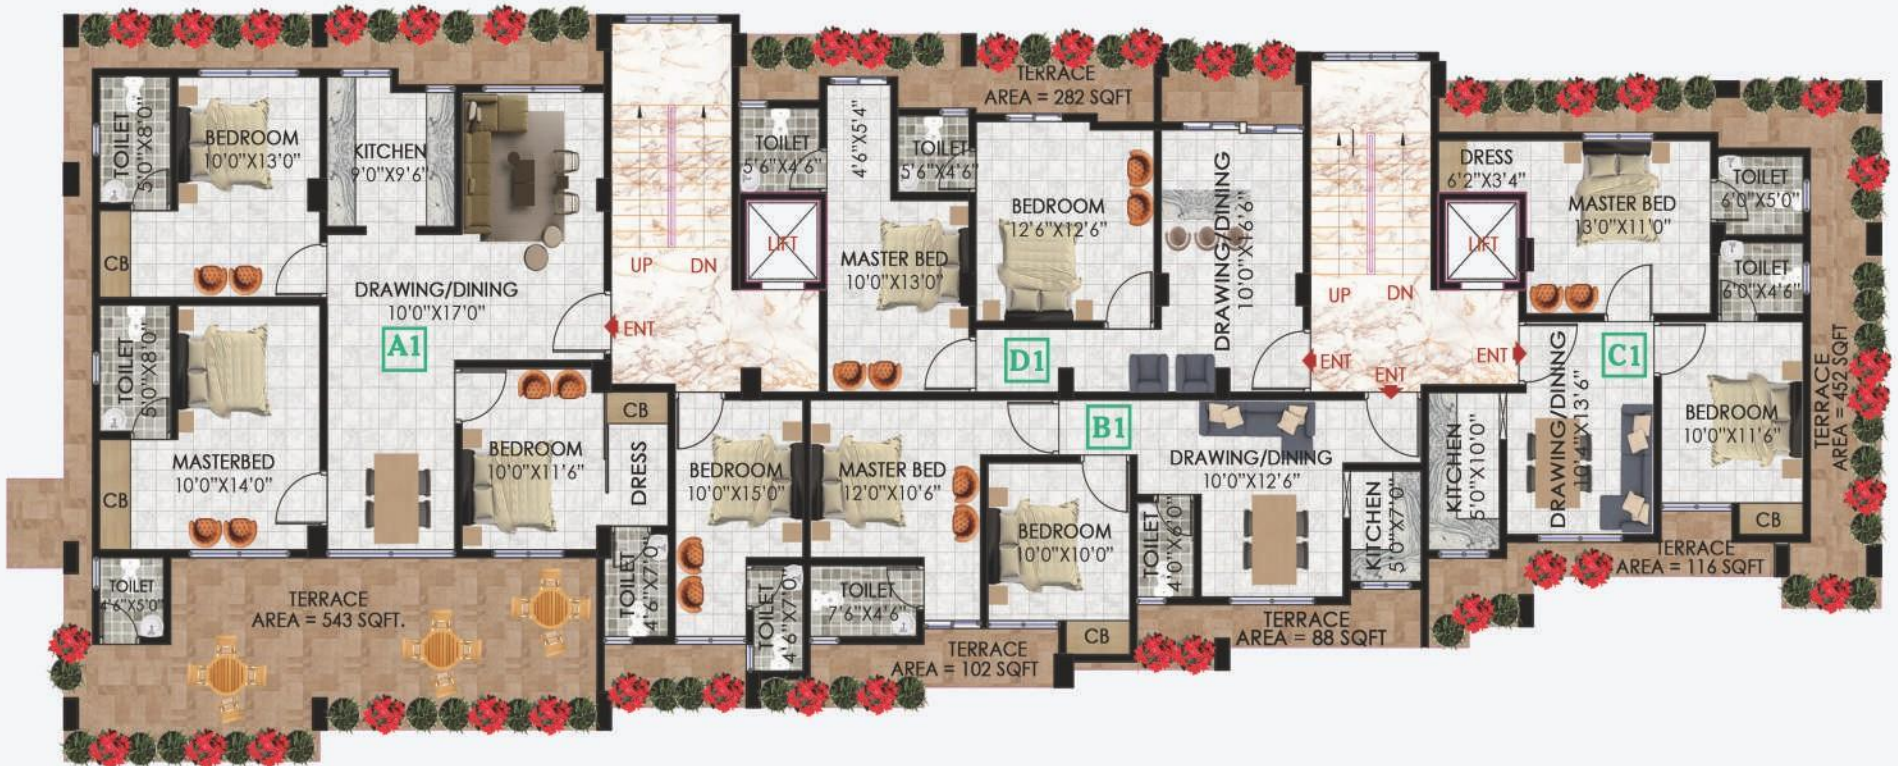 TERRACE
AREA = 282 SQFT
TOILET
5'0"X8'0"
BEDROOM
10'0"X13'0"
KITCHEN
9'0"X9'6"
CB
DRAWING/DINING
10'0"X17'0"
A1
UP
DN
ENT
TOILET
5'6"X4'6"
4'6"X5'4"
TOILET
5'6"X4'6"
LIFT
MASTER BED
10'0"X13'0"
BEDROOM
12'6"X12'6"
DRAWING/DINING
10'0"X16'6"
D1
UP
DN
ENT
ENT
ENT
DRESS
6'2"X3'4"
LIFT
MASTER BED
13'0"X11'0"
TOILET
6'0"X5'0"
TOILET
6'0"X4'6"
C1
DRAWING/DINING
10'4"X13'6"
KITCHEN
5'0"X10'0"
BEDROOM
10'0"X11'6"
CB
TERRACE
AREA = 452 SQFT
TERRACE
AREA = 116 SQFT
TOILET
5'0"X8'0"
MASTERBED
10'0"X14'0"
CB
BEDROOM
10'0"X11'6"
CB
DRESS
TOILET
4'6"X7'0"
BEDROOM
10'0"X15'0"
TOILET
4'6"X7'0"
MASTER BED
12'0"X10'6"
TOILET
7'6"X4'6"
B1
BEDROOM
10'0"X10'0"
CB
DRAWING/DINING
10'0"X12'6"
TOILET
4'0"X6'0"
KITCHEN
5'0"X7'0"
TOILET
4'6"X5'0"
TERRACE
AREA = 543 SQFT.
TERRACE
AREA = 102 SQFT
TERRACE
AREA = 88 SQFT